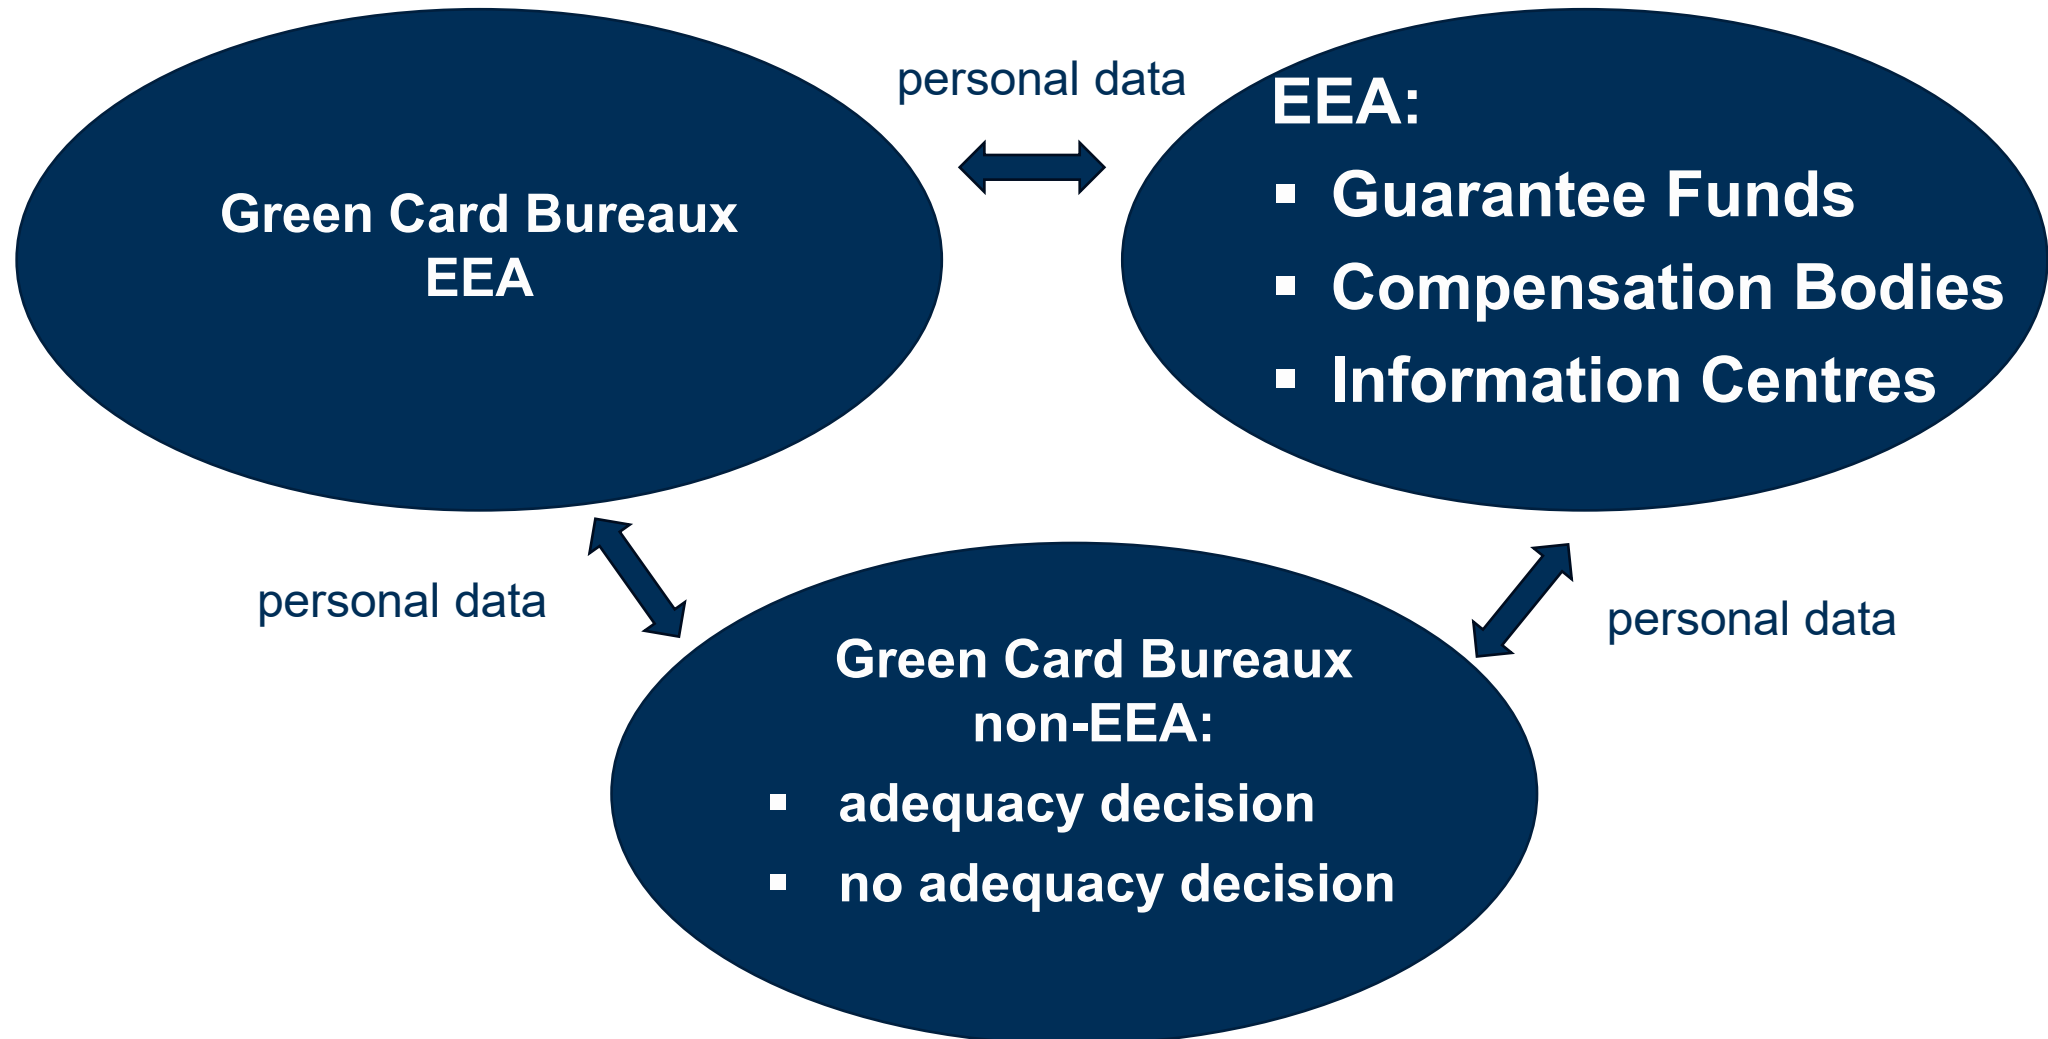 personal data
Green Card Bureaux
EEA
EEA:
▪ Guarantee Funds
▪ Compensation Bodies
▪ Information Centres
personal data
personal data
Green Card Bureaux
non-EEA:
▪ adequacy decision
▪ no adequacy decision